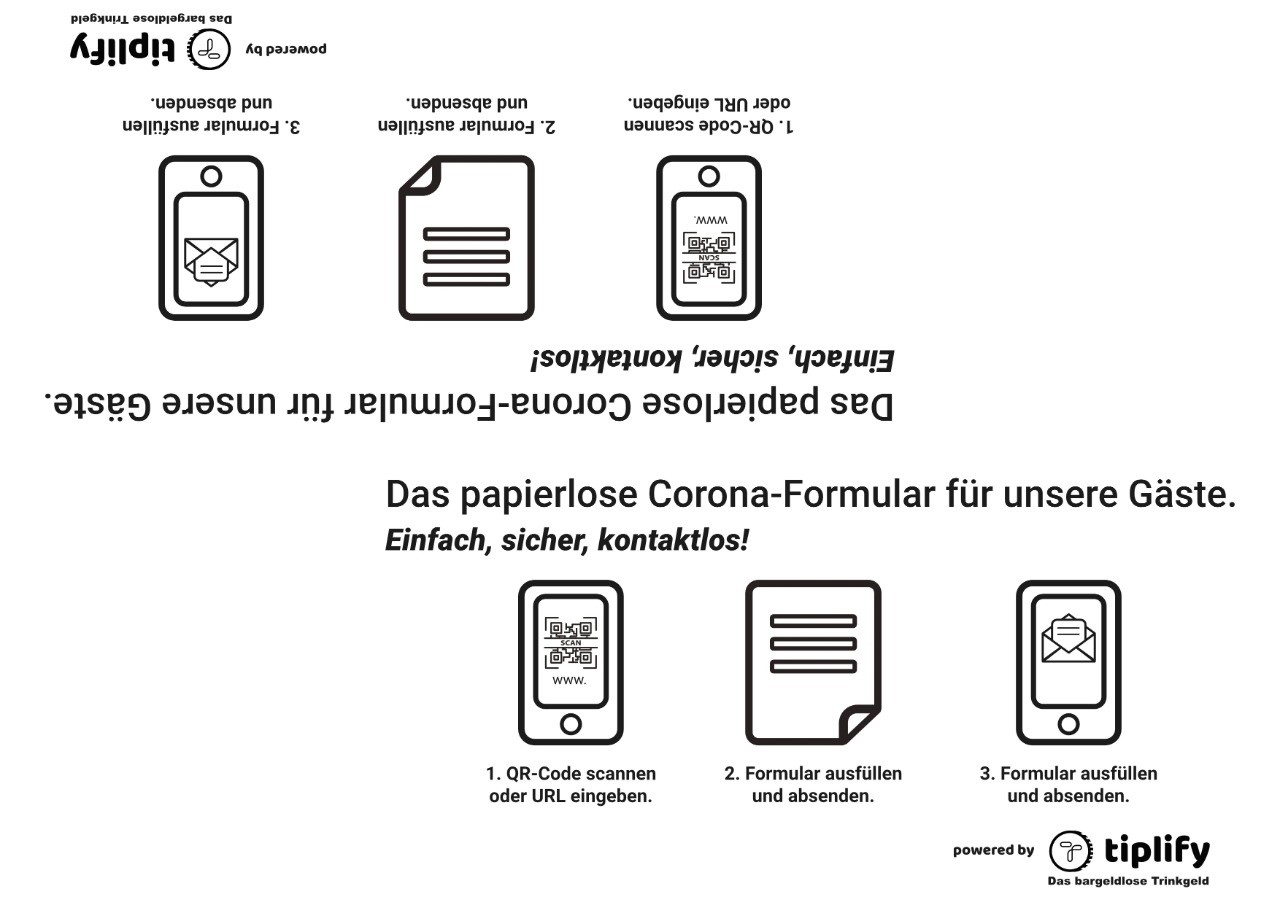 Das bargeldlose Trinkgeld
powered by tiplify
3. Formular ausfüllen
und absenden.
2. Formular ausfüllen
und absenden.
1. QR-Code scannen
oder URL eingeben.
www.
SCAN
Einfach, sicher, kontaktlos!
Das papierlose Corona-Formular für unsere Gäste.
Das papierlose Corona-Formular für unsere Gäste.
Einfach, sicher, kontaktlos!
SCAN
www.
1. QR-Code scannen
oder URL eingeben.
2. Formular ausfüllen
und absenden.
3. Formular ausfüllen
und absenden.
powered by tiplify
Das bargeldlose Trinkgeld